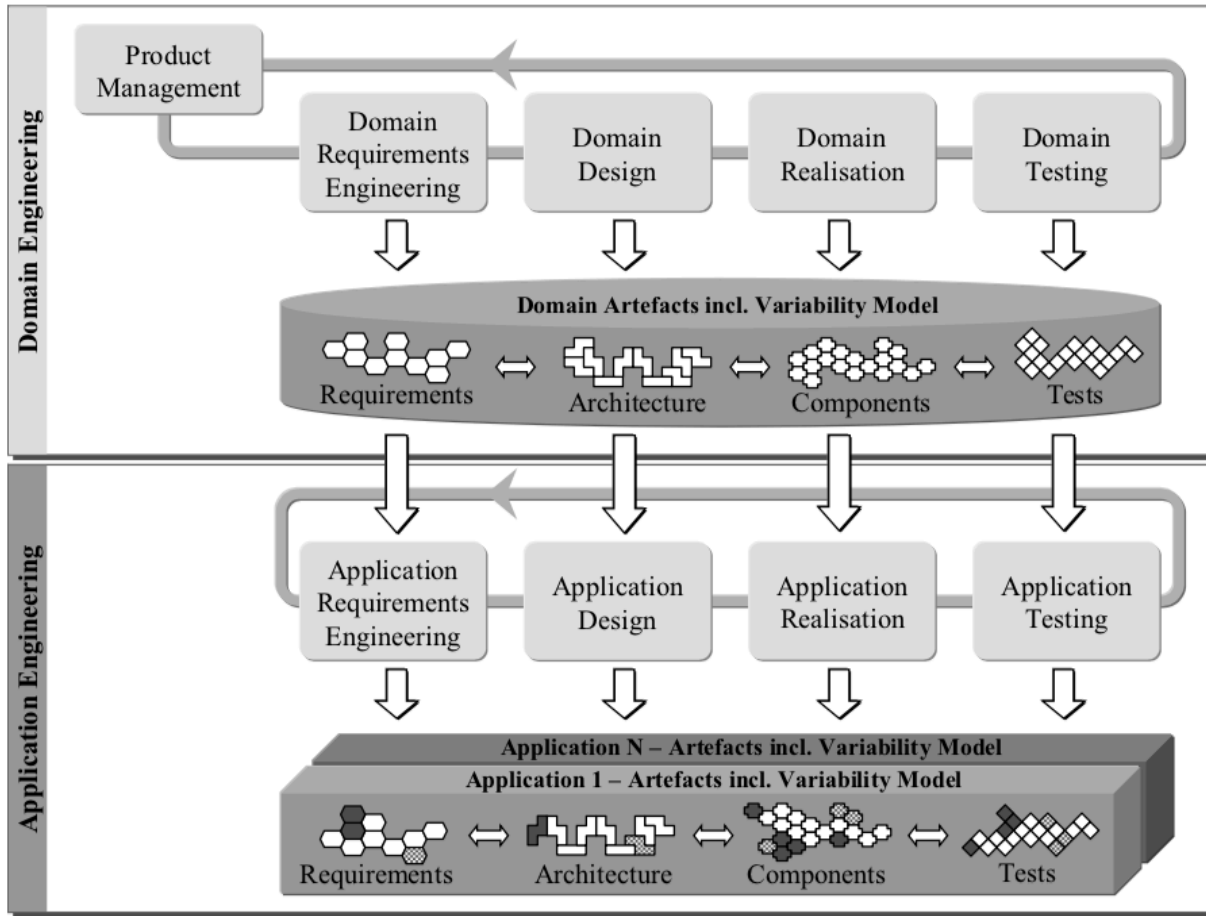 Domain Engineering
Product
Management
Domain
Requirements
Engineering
Domain
Design
Domain
Realisation
Domain
Testing
Domain Artefacts incl. Variability Model
Requirements
Architecture
Components
Tests
Application Engineering
Application
Requirements
Engineering
Application
Design
Application
Realisation
Application
Testing
Application N – Artefacts incl. Variability Model
Application 1 – Artefacts incl. Variability Model
Requirements
Architecture
Components
Tests